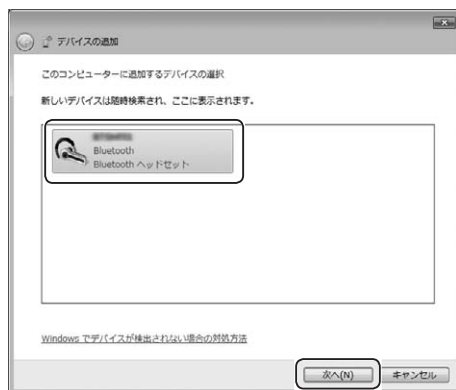 デバイスの追加
このコンピューターに追加するデバイスの選択
新しいデバイスは随時検索され、ここに表示されます。
Bluetooth
Bluetooth ヘッドセット
Windows でデバイスが検出されない場合の対処方法
次へ(N)
キャンセル